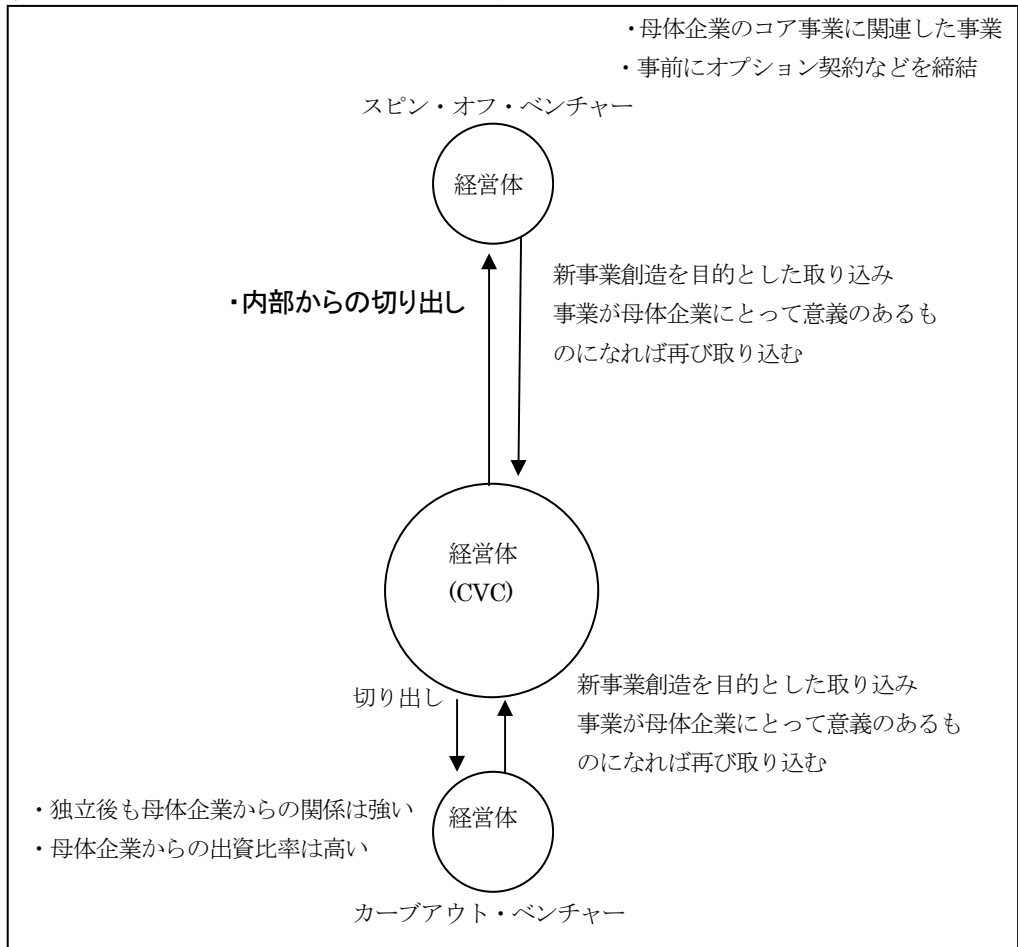 ・母体企業のコア事業に関連した事業
・事前にオプション契約などを締結
スピン・オフ・ベンチャー
経営体
・内部からの切り出し
新事業創造を目的とした取り込み
事業が母体企業にとって意義のあるも
のになれば再び取り込む
経営体
(CVC)
切り出し
新事業創造を目的とした取り込み
事業が母体企業にとって意義のあるも
のになれば再び取り込む
・独立後も母体企業からの関係は強い
・母体企業からの出資比率は高い
経営体
カーブアウト・ベンチャー